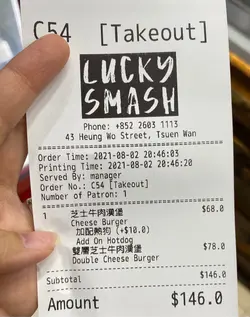 C54 [Takeout]
LUCKY
SMASH
Phone: +852 2603 1113
43 Heung Wo Street, Tsuen Wan
Order Time: 2021-08-02 20:46:03
Printing Time: 2021-08-02 20:46:20
Served By: manager
Order No.: C54 [Takeout]
Number of Patron: 1
1 芝士牛肉漢堡 $68.0
Cheese Burger
加配熱狗 (+$10.0)
Add On Hotdog
雙層芝士牛肉漢堡 $78.0
Double Cheese Burger
Subtotal $146.0
Amount $146.0